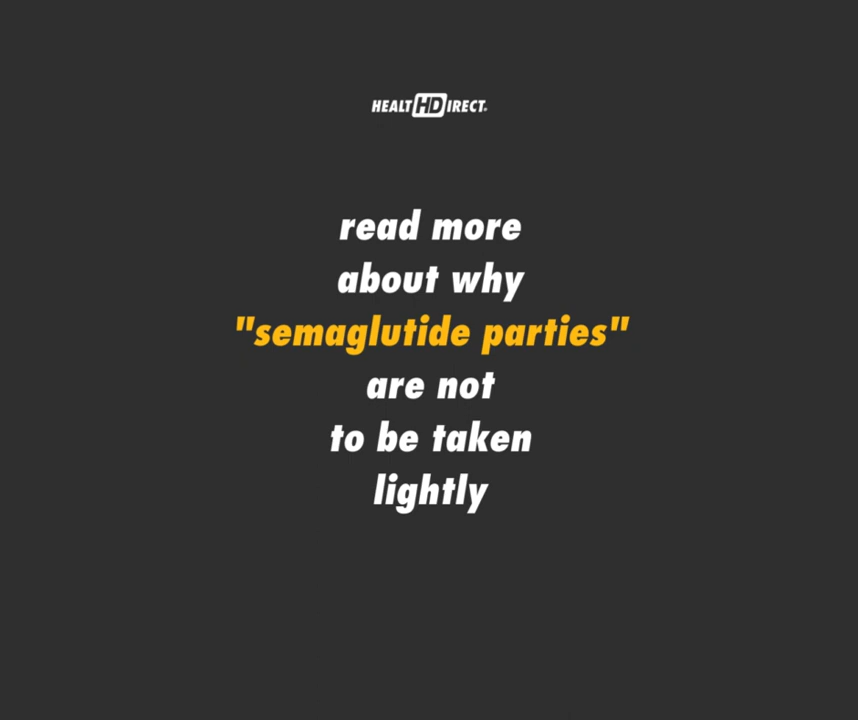 HEALTHDIRECT®
read more
about why
"semaglutide parties"
are not
to be taken
lightly